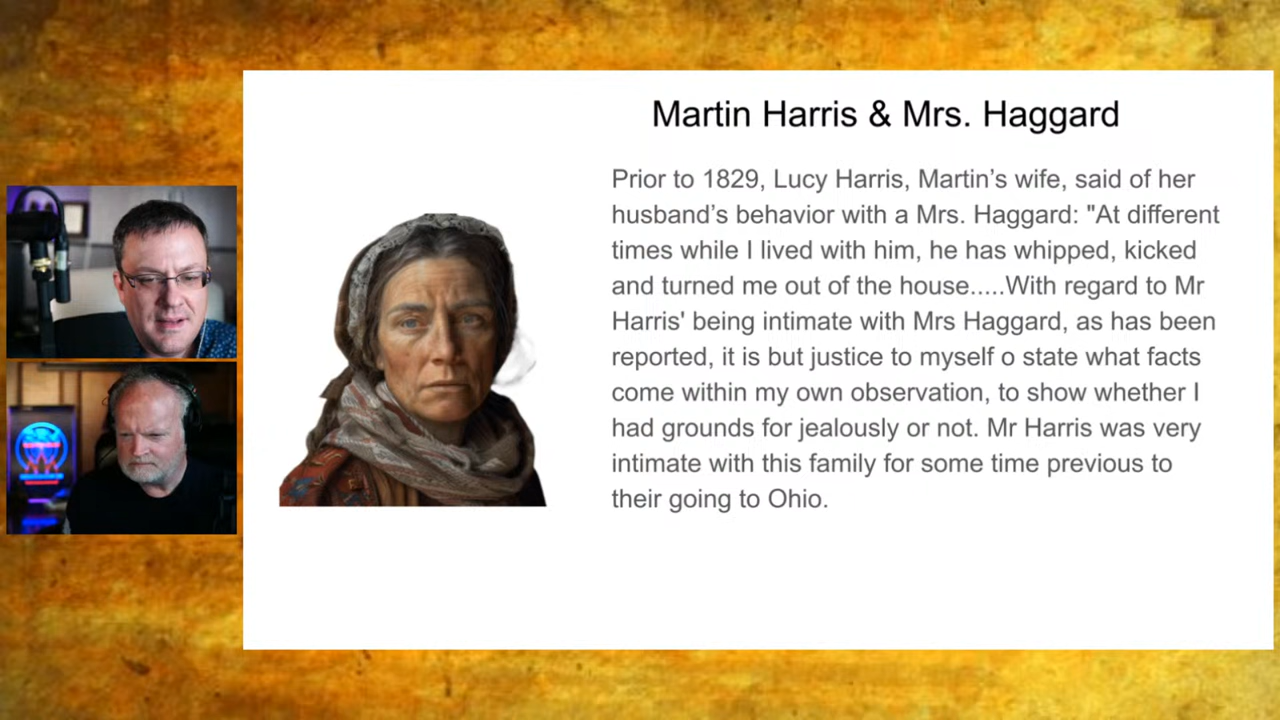 Martin Harris & Mrs. Haggard
Prior to 1829, Lucy Harris, Martin’s wife, said of her
husband’s behavior with a Mrs. Haggard: "At different
times while I lived with him, he has whipped, kicked
and turned me out of the house.....With regard to Mr
Harris' being intimate with Mrs Haggard, as has been
reported, it is but justice to myself o state what facts
come within my own observation, to show whether I
had grounds for jealously or not. Mr Harris was very
intimate with this family for some time previous to
their going to Ohio.